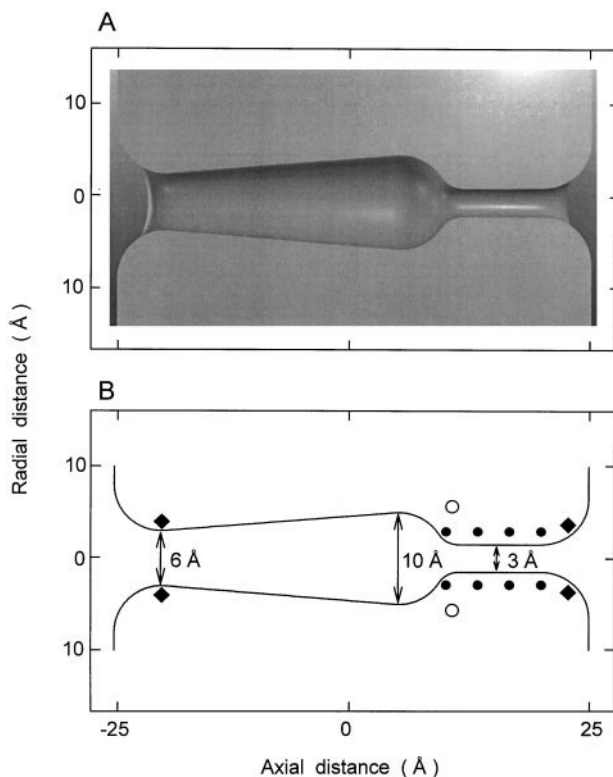 A
10
0
10
Radial distance (Å)
B
10
0
10
6 Å
10 Å
3 Å
-25 0 25
Axial distance (Å)